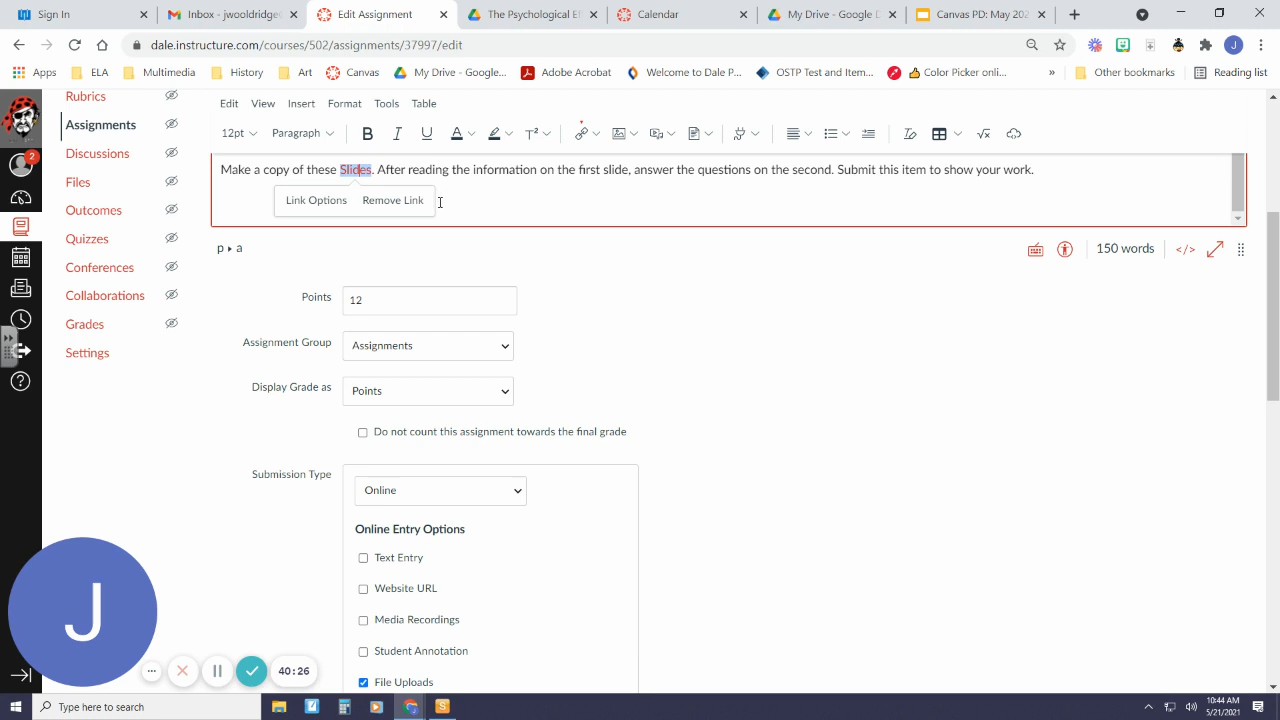 Sign In
Inbox - jwooldridge
Edit Assignment
The Psychological Ef
Calendar
My Drive - Google D
Canvas PD: May 202
dale.instructure.com/courses/502/assignments/37997/edit
J
Apps
ELA
Multimedia
History
Art
Canvas
My Drive - Google...
Adobe Acrobat
Welcome to Dale P...
OSTP Test and Item...
Color Picker onli...
»
Other bookmarks
Reading list
Rubrics
Assignments
Discussions
Files
Outcomes
Quizzes
Conferences
Collaborations
Grades
Settings
2
Edit View Insert Format Tools Table
12pt Paragraph B I U A T²
Make a copy of these Slides. After reading the information on the first slide, answer the questions on the second. Submit this item to show your work.
Link Options Remove Link
p ▸ a
150 words
</>
Points 12
Assignment Group Assignments
Display Grade as Points
Do not count this assignment towards the final grade
Submission Type
Online
Online Entry Options
Text Entry
Website URL
Media Recordings
Student Annotation
File Uploads
J
40:26
Type here to search
10:44 AM
5/21/2021